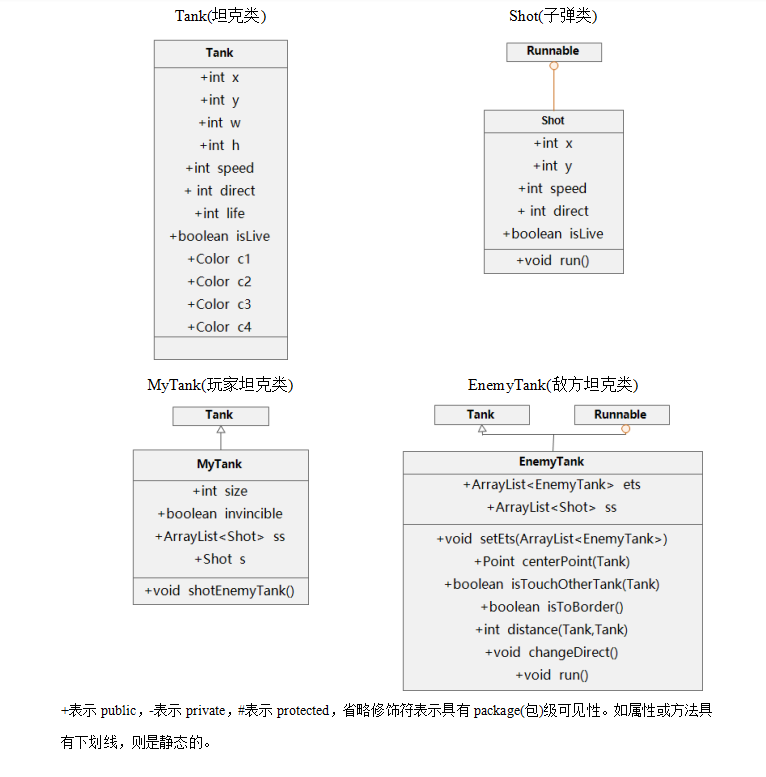 Tank(坦克类)
Tank
+int x
+int y
+int w
+int h
+int speed
+ int direct
+int life
+boolean isLive
+Color c1
+Color c2
+Color c3
+Color c4
Shot(子弹类)
Runnable
Shot
+int x
+int y
+int speed
+ int direct
+boolean isLive
+void run()
MyTank(玩家坦克类)
Tank
MyTank
+int size
+boolean invincible
+ArrayList<Shot> ss
+Shot s
+void shotEnemyTank()
EnemyTank(敌方坦克类)
Tank
Runnable
EnemyTank
+ArrayList<EnemyTank> ets
+ArrayList<Shot> ss
+void setEts(ArrayList<EnemyTank>)
+Point centerPoint(Tank)
+boolean isTouchOtherTank(Tank)
+boolean isToBorder()
+int distance(Tank,Tank)
+void changeDirect()
+void run()
+表示 public，-表示 private，#表示 protected，省略修饰符表示具有 package(包)级可见性。如属性或方法具
有下划线，则是静态的。